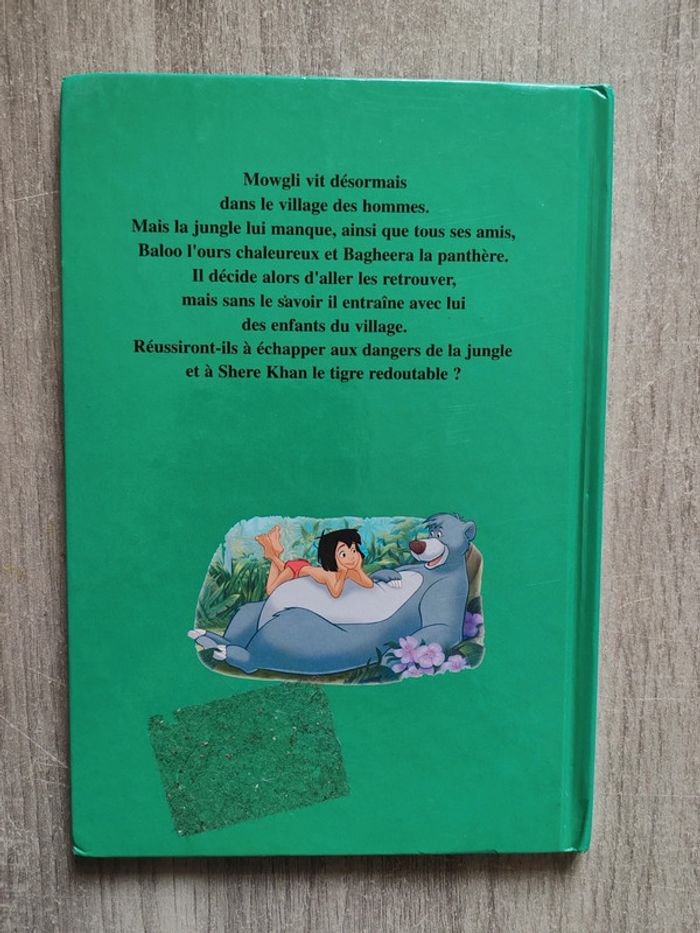 Mowgli vit désormais
dans le village des hommes.
Mais la jungle lui manque, ainsi que tous ses amis,
Baloo l'ours chaleureux et Bagheera la panthère.
Il décide alors d'aller les retrouver,
mais sans le savoir il entraîne avec lui
des enfants du village.
Réussiront-ils à échapper aux dangers de la jungle
et à Shere Khan le tigre redoutable ?